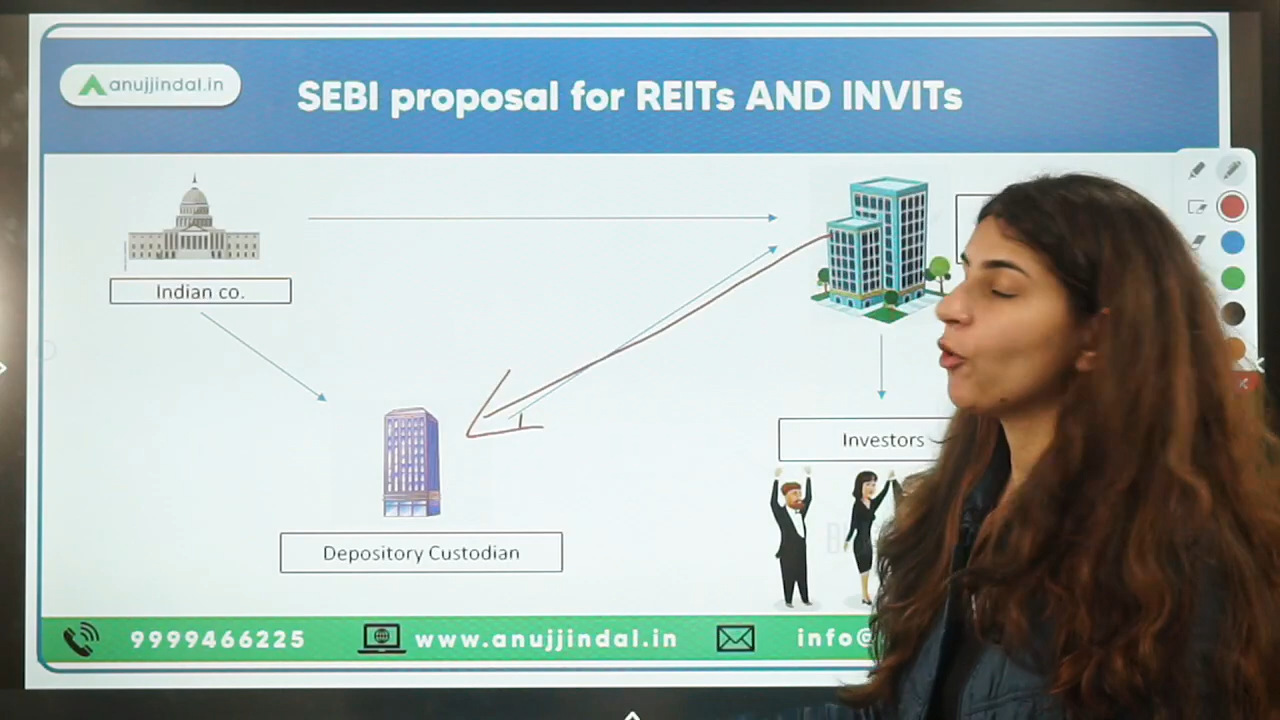 anujjindal.in
SEBI proposal for REITs AND INVITs
Indian co.
Investors
Depository Custodian
9999466225
www.anujjindal.in
info@